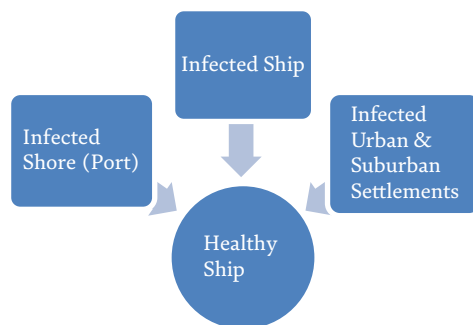 Infected Ship
Infected
Shore (Port)
Infected
Urban &
Suburban
Settlements
Healthy
Ship